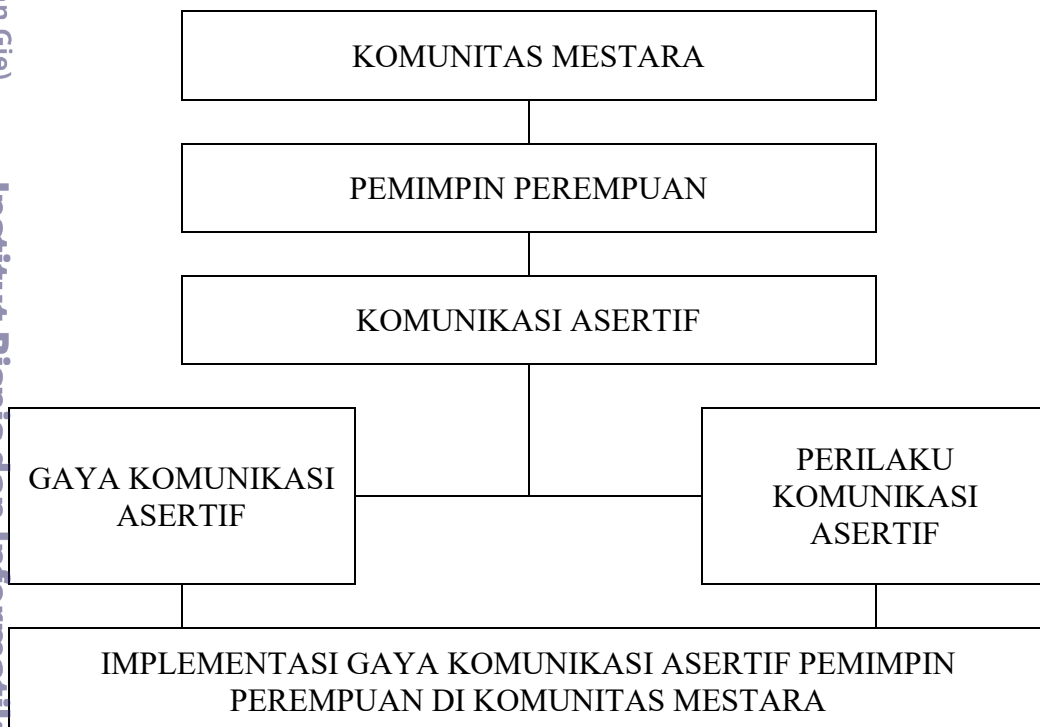 KOMUNITAS MESTARA
PEMIMPIN PEREMPUAN
KOMUNIKASI ASERTIF
GAYA KOMUNIKASI
ASERTIF
PERILAKU
KOMUNIKASI
ASERTIF
IMPLEMENTASI GAYA KOMUNIKASI ASERTIF PEMIMPIN
PEREMPUAN DI KOMUNITAS MESTARA